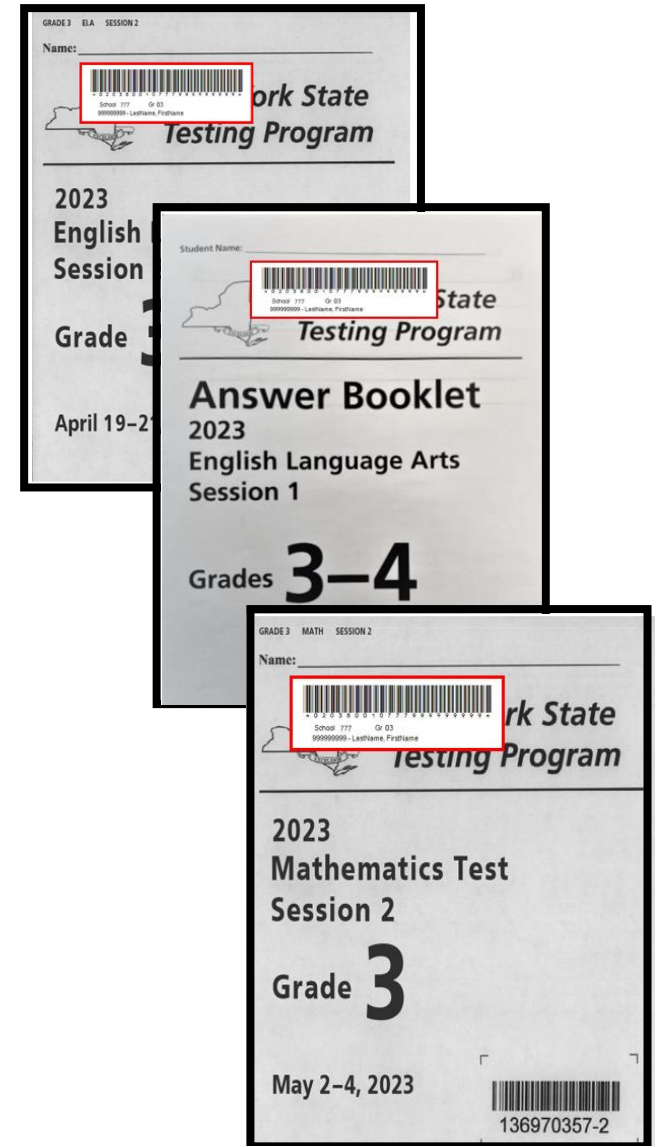 GRADE 3 ELA SESSION 2
Name:
School 777 Gr 03
999999999 - LastName, FirstName
ork State
Testing Program
2023
English
Session
Grade
April 19–2
Student Name:
School 777 Gr 03
999999999 - LastName, FirstName
State
Testing Program
Answer Booklet
2023
English Language Arts
Session 1
Grades 3–4
GRADE 3 MATH SESSION 2
Name:
School 777 Gr 03
999999999 - LastName, FirstName
rk State
Testing Program
2023
Mathematics Test
Session 2
Grade 3
May 2–4, 2023
136970357-2